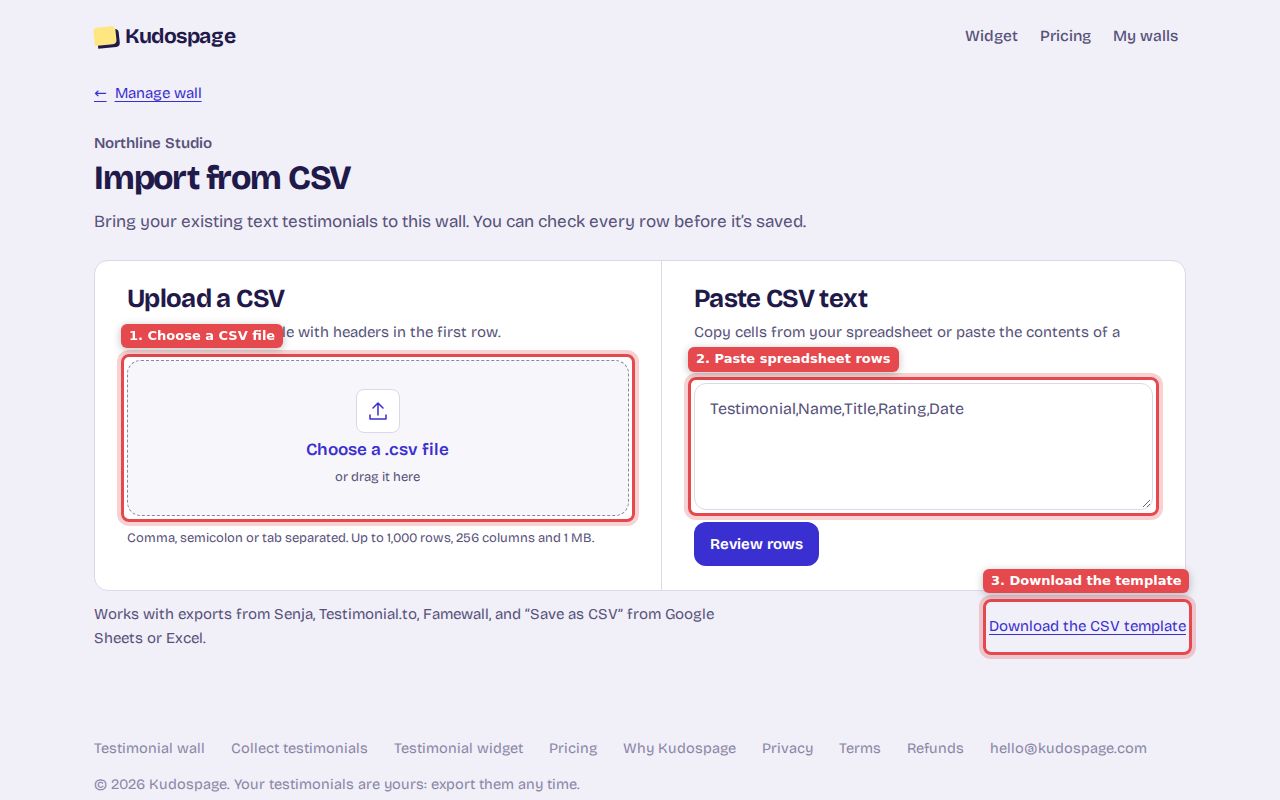 Kudospage
Widget Pricing My walls
← Manage wall
Northline Studio
Import from CSV
Bring your existing text testimonials to this wall. You can check every row before it's saved.
Upload a CSV
1. Choose a CSV file
with headers in the first row.
Choose a .csv file
or drag it here
Comma, semicolon or tab separated. Up to 1,000 rows, 256 columns and 1 MB.
Paste CSV text
Copy cells from your spreadsheet or paste the contents of a
2. Paste spreadsheet rows
Testimonial,Name,Title,Rating,Date
Review rows
3. Download the template
Works with exports from Senja, Testimonial.to, Famewall, and “Save as CSV” from Google
Sheets or Excel.
Download the CSV template
Testimonial wall Collect testimonials Testimonial widget Pricing Why Kudospage Privacy Terms Refunds hello@kudospage.com
© 2026 Kudospage. Your testimonials are yours: export them any time.